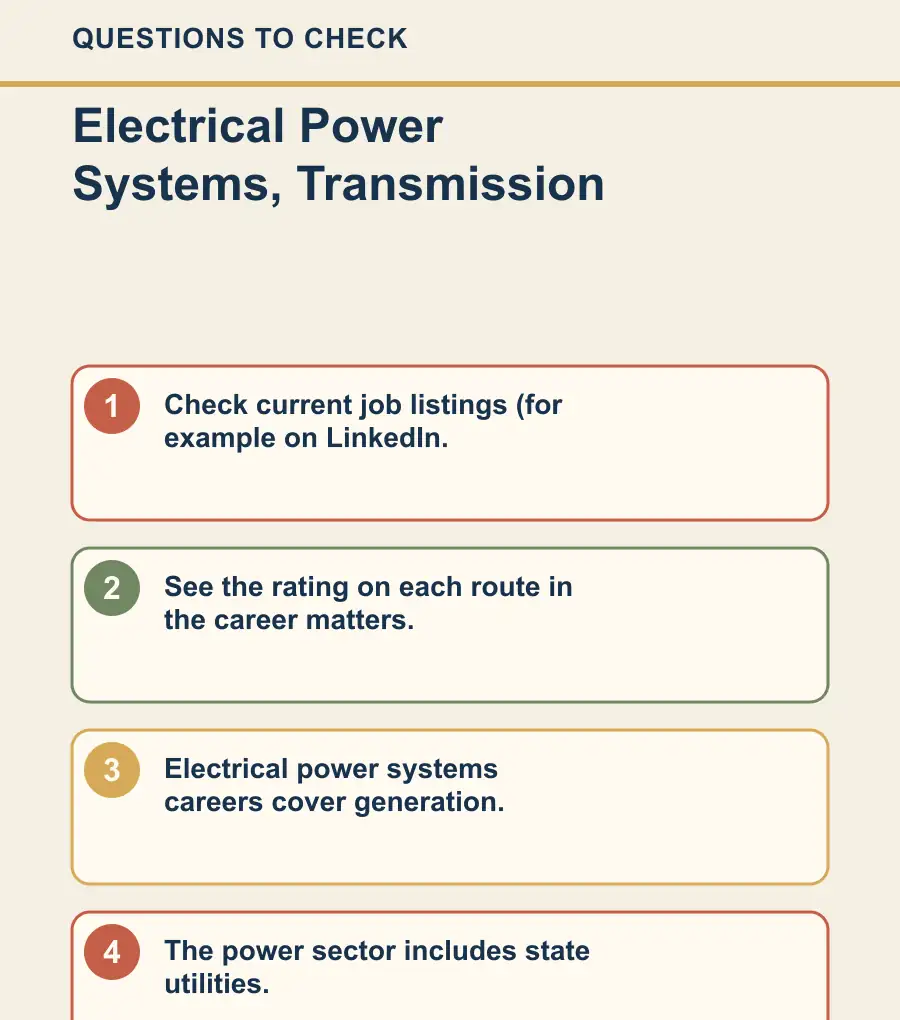 QUESTIONS TO CHECK
Electrical Power
Systems, Transmission
1
Check current job listings (for
example on LinkedIn.
2
See the rating on each route in
the career matters.
3
Electrical power systems
careers cover generation.
4
The power sector includes state
utilities.